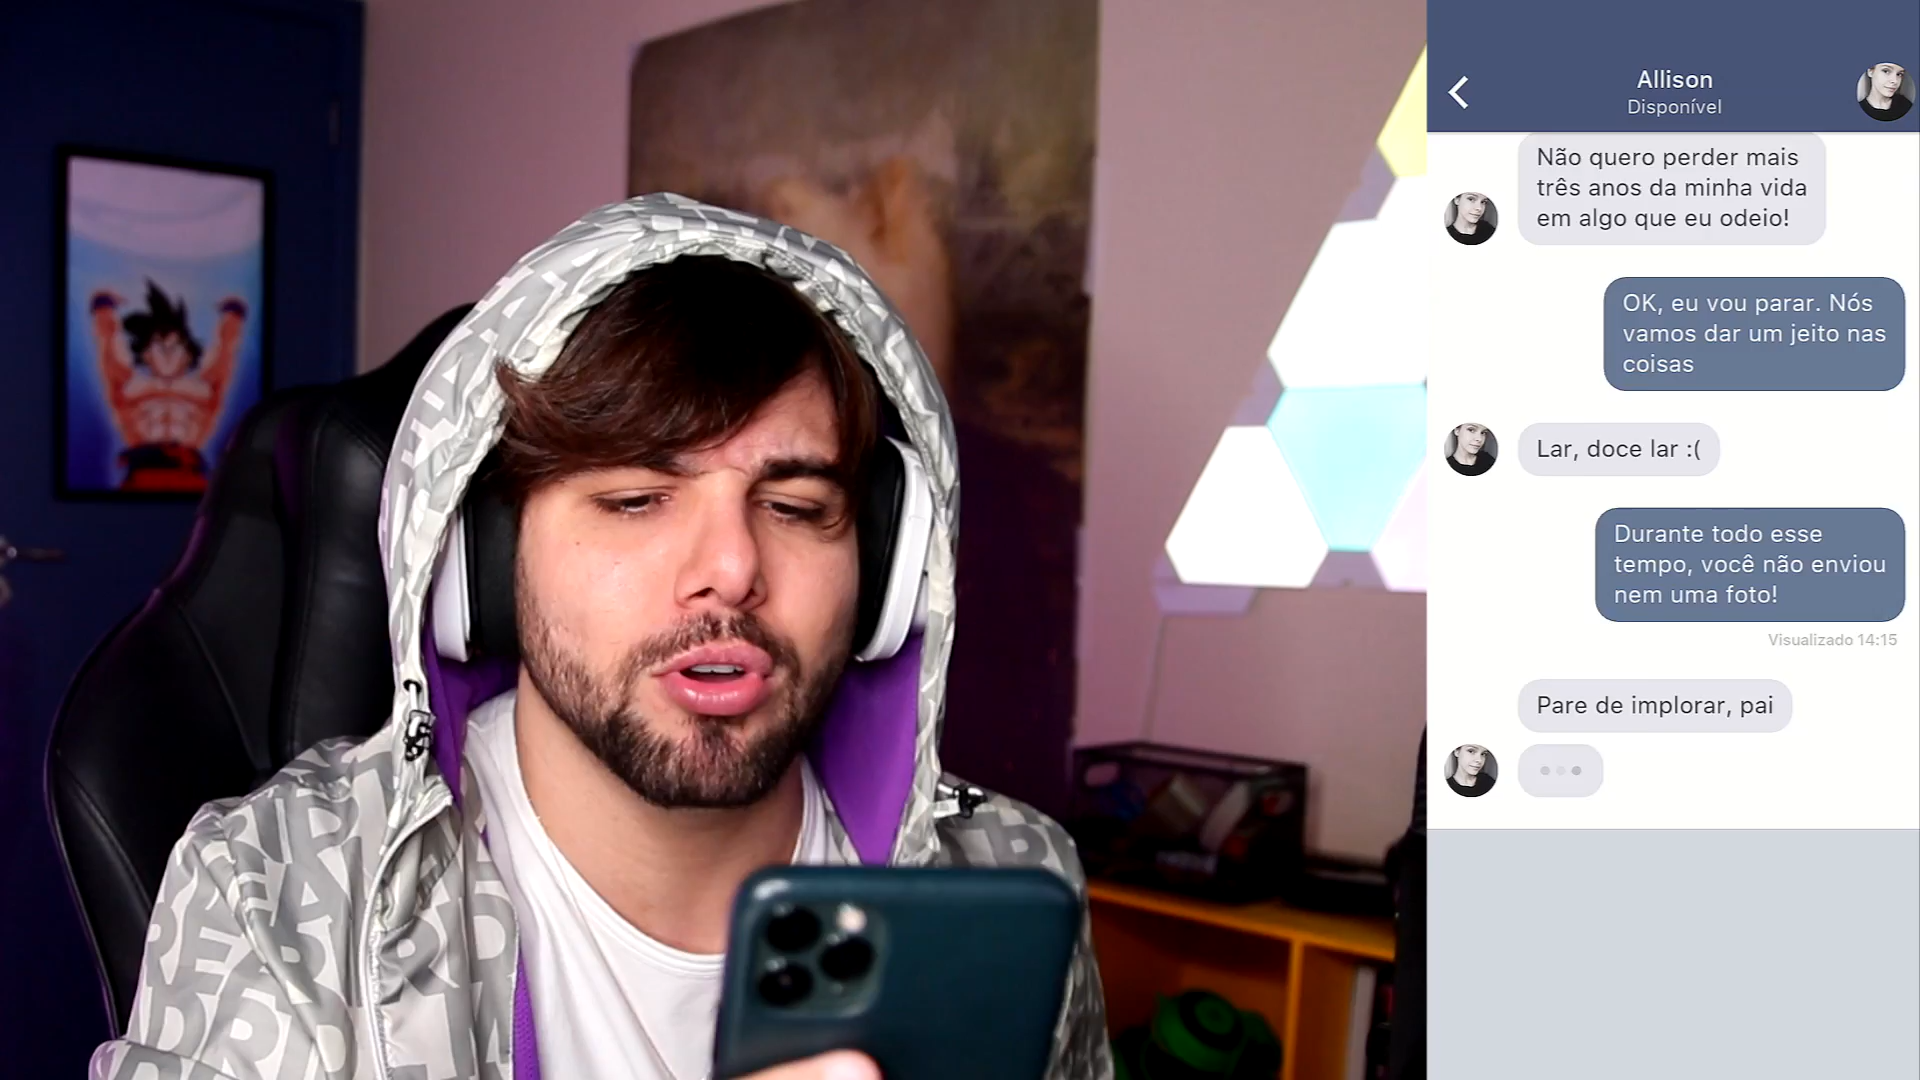 Allison
Disponível
Não quero perder mais
três anos da minha vida
em algo que eu odeio!
OK, eu vou parar. Nós
vamos dar um jeito nas
coisas
Lar, doce lar :(
Durante todo esse
tempo, você não enviou
nem uma foto!
Visualizado 14:15
Pare de implorar, pai